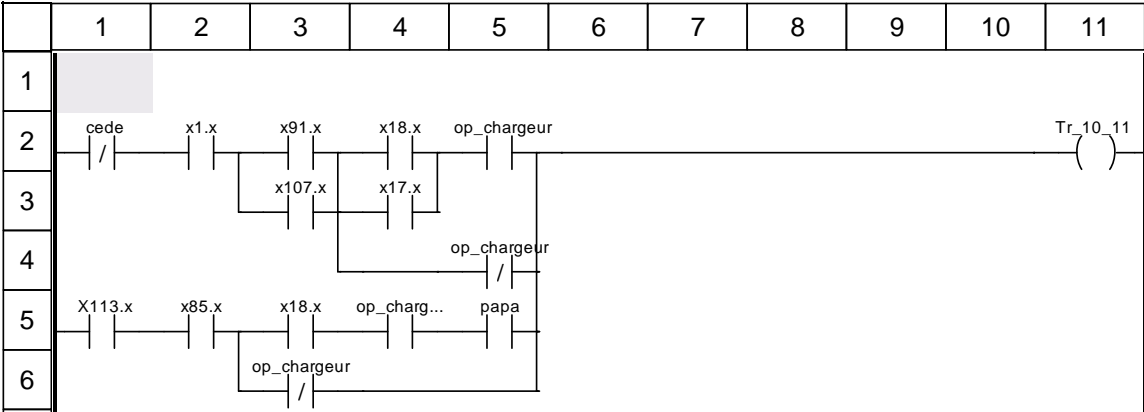 1 2 3 4 5 6 7 8 9 10 11
1
2 cede x1.x x91.x x18.x op_chargeur Tr_10_11
/ ( )
3 x107.x x17.x
4 op_chargeur
/
5 X113.x x85.x x18.x op_charg... papa
6 op_chargeur
/